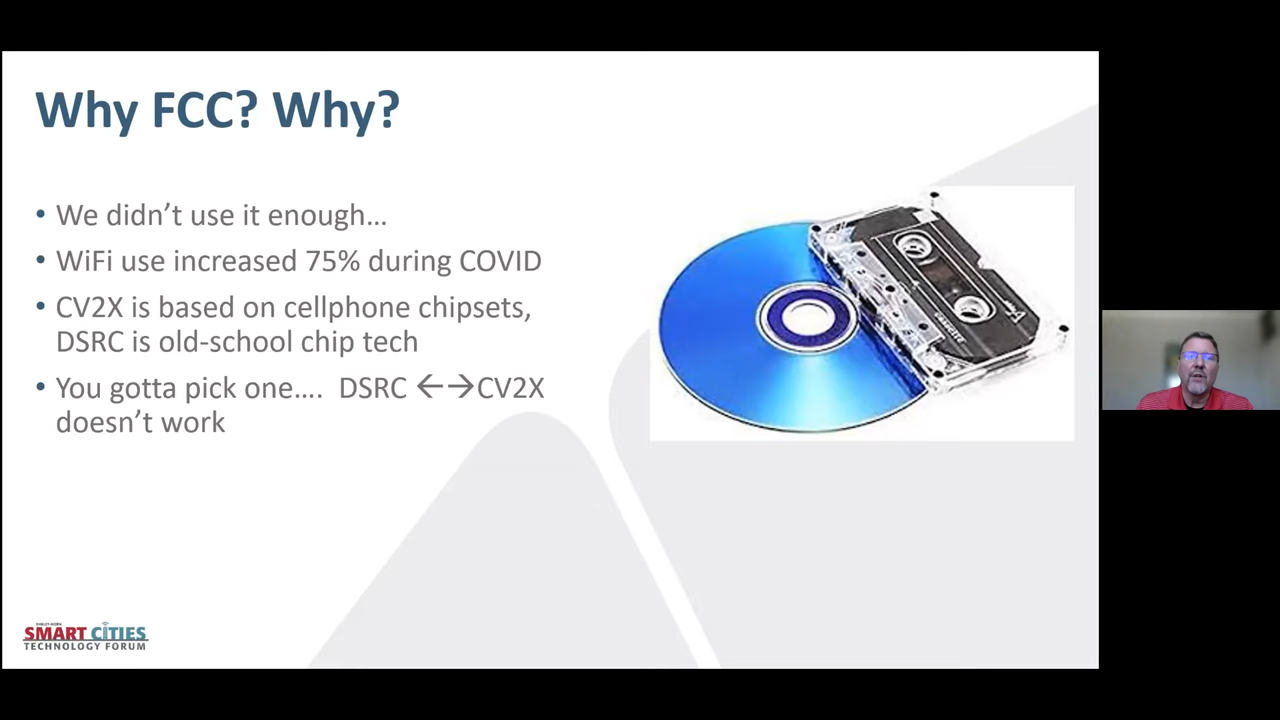 Why FCC? Why?
• We didn’t use it enough…
• WiFi use increased 75% during COVID
• CV2X is based on cellphone chipsets,
DSRC is old-school chip tech
• You gotta pick one…. DSRC ←→CV2X
doesn’t work
SMART CITIES
TECHNOLOGY FORUM